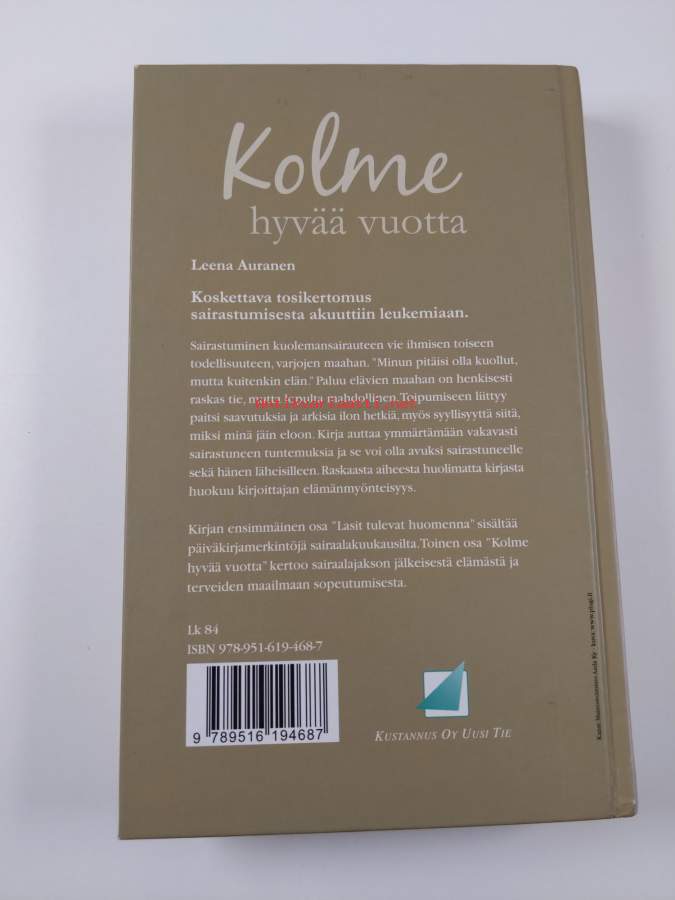 Kolme
hyvää vuotta
Leena Auranen
Koskettava tosikertomus
sairastumisesta akuuttiin leukemiaan.
Sairastuminen kuolemansairauteen vie ihmisen toiseen
todellisuuteen, varjojen maahan. "Minun pitäisi olla kuollut,
mutta kuitenkin elän." Paluu elävien maahan on henkisesti
raskas tie, mutta lopulta mahdollinen. Toipumiseen liittyy
paitsi saavutuksia ja arkisia ilon hetkiä, myös syyllisyyttä siitä,
miksi minä jäin eloon. Kirja auttaa ymmärtämään vakavasti
sairastuneen tuntemuksia ja se voi olla avuksi sairastuneelle
sekä hänen läheisilleen. Raskaasta aiheesta huolimatta kirjasta
huokuu kirjoittajan elämänmyönteisyys.
Kirjan ensimmäinen osa "Lasit tulevat huomenna" sisältää
päiväkirjamerkintöjä sairaalakuukausilta. Toinen osa "Kolme
hyvää vuotta" kertoo sairaalajakson jälkeisestä elämästä ja
terveiden maailmaan sopeutumisesta.
Lk 84
ISBN 978-951-619-468-7
9 789516 194687
KUSTANNUS OY UUSI TIE